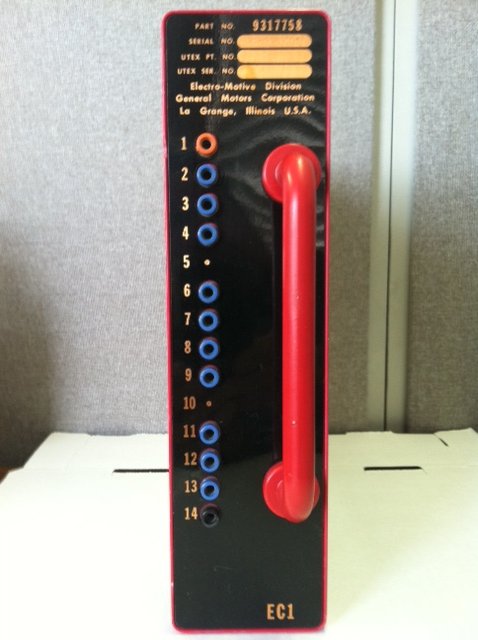 PART NO. 9317758
SERIAL NO.
UTEX PT. NO.
UTEX SER. NO.
Electro-Motive Division
General Motors Corporation
La Grange, Illinois U.S.A.
1
2
3
4
5
6
7
8
9
10
11
12
13
14
EC1